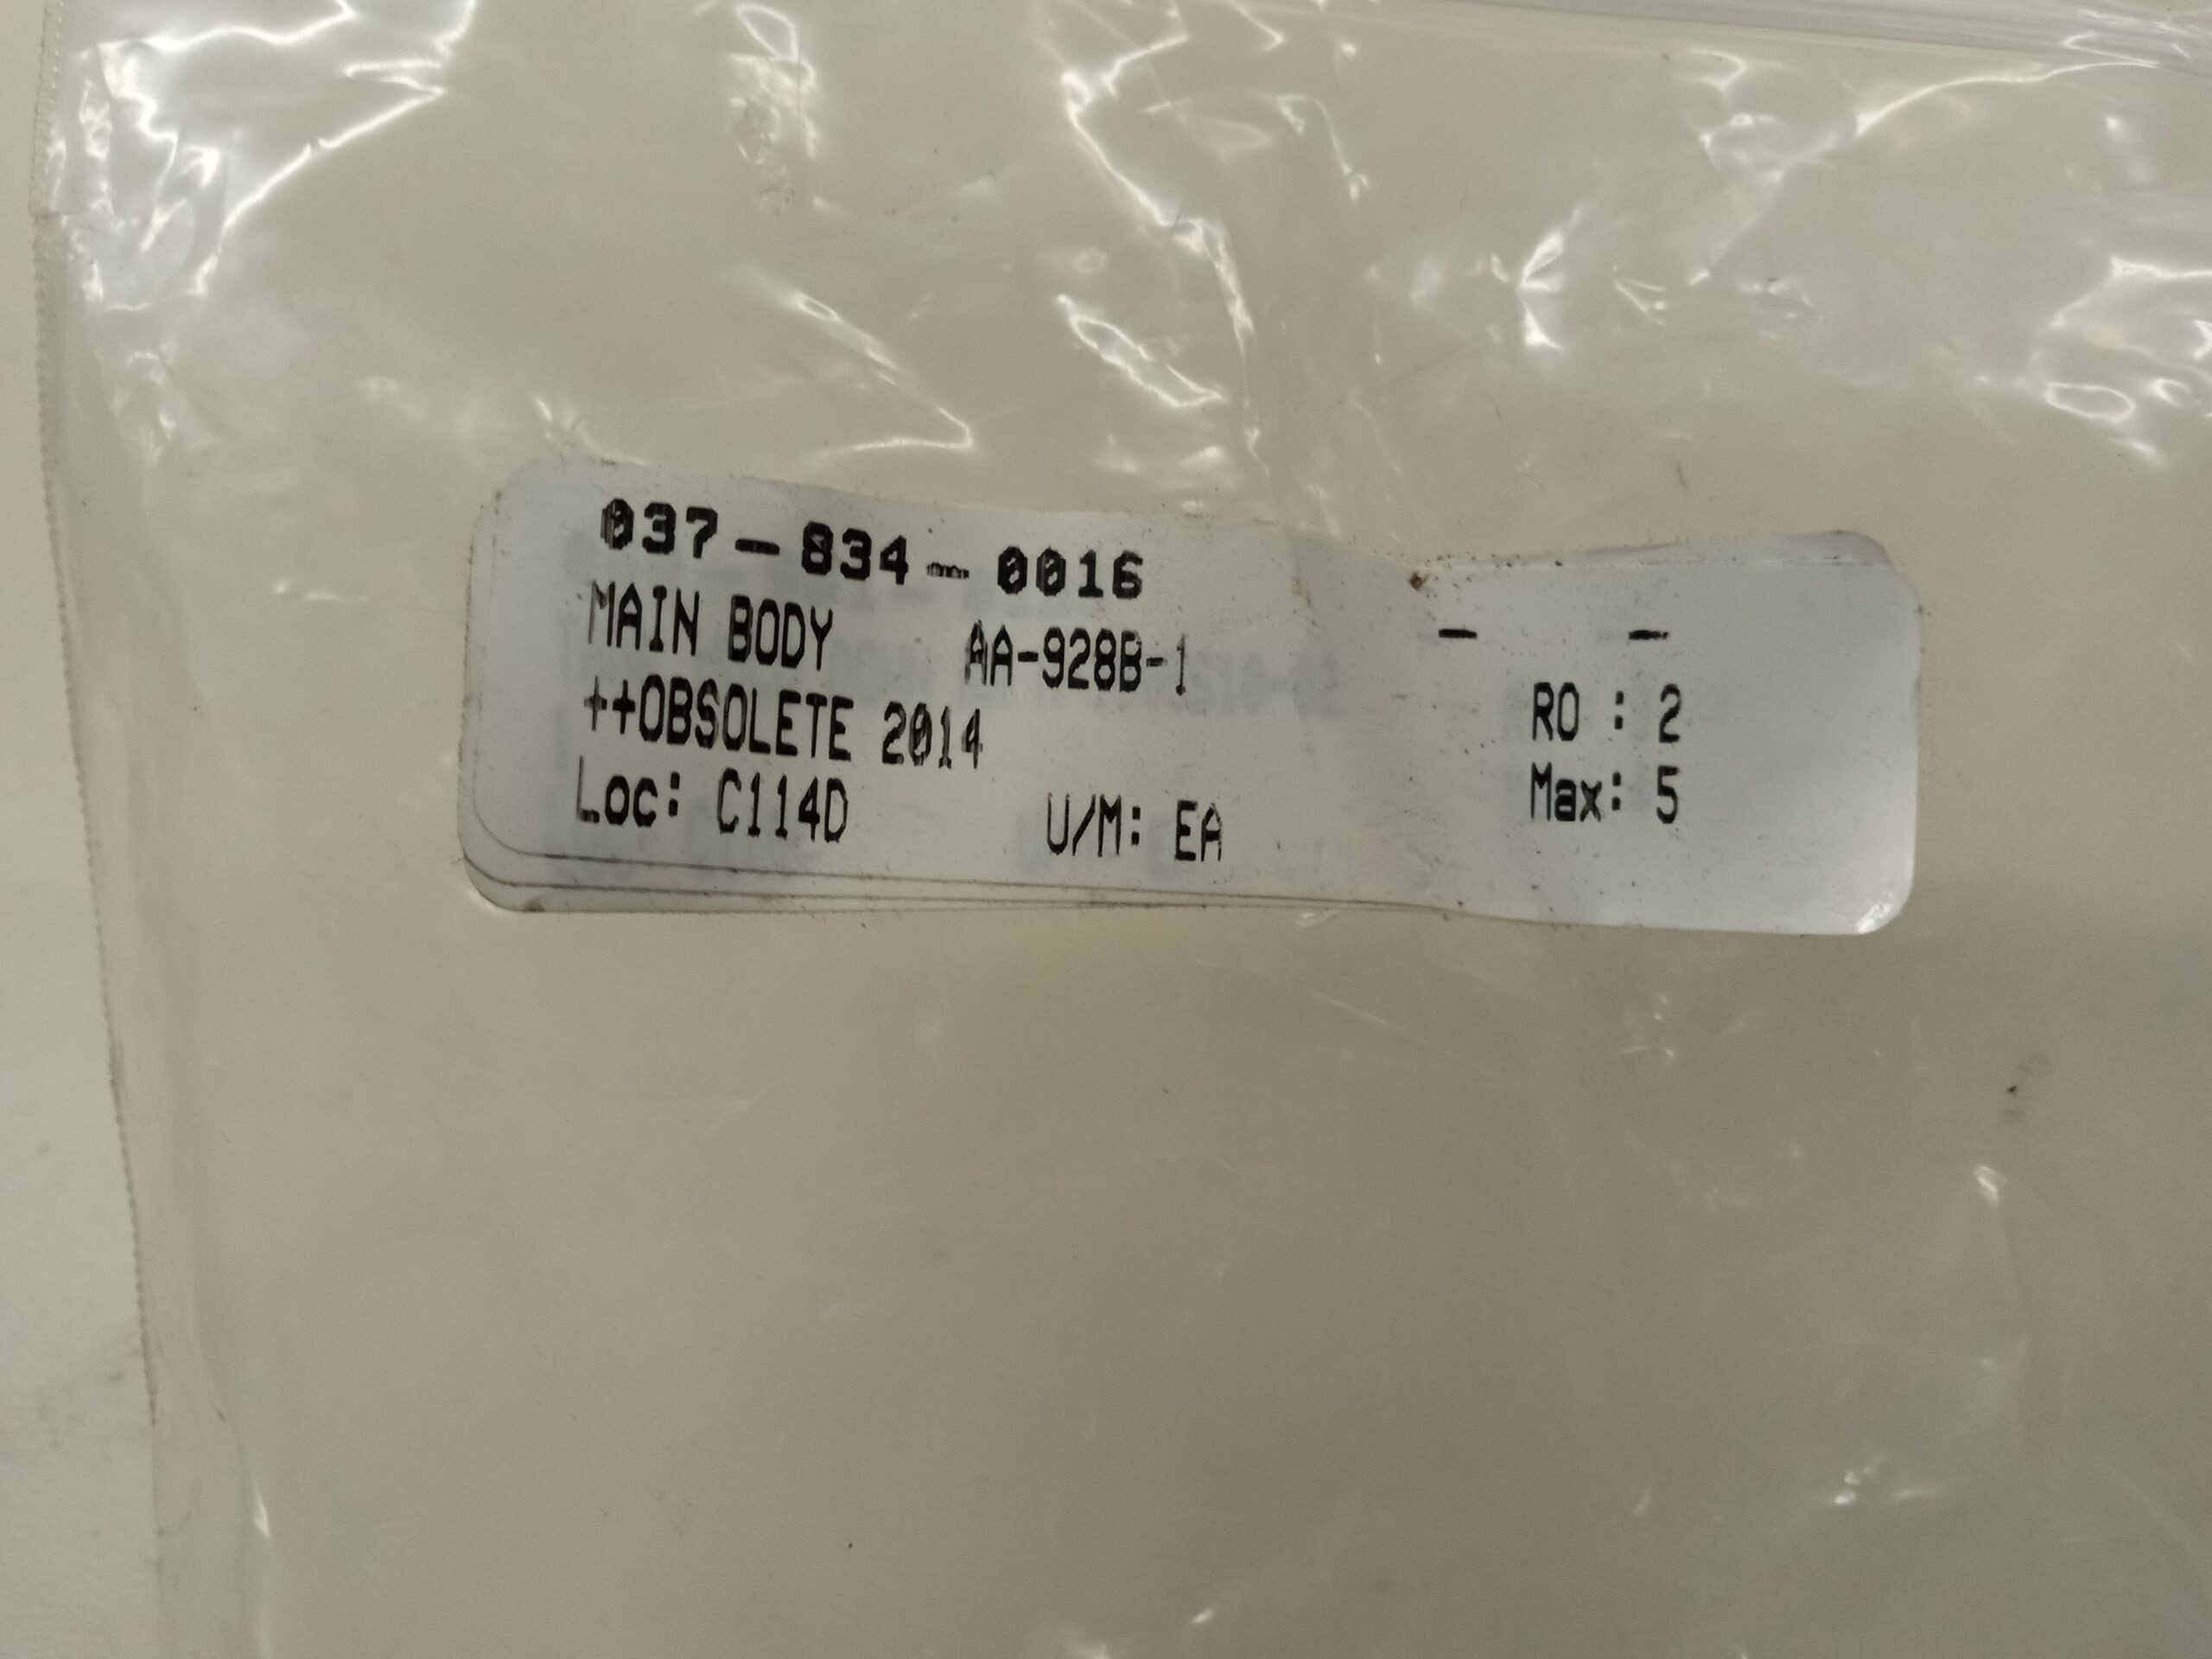 037-834-0016
MAIN BODY AA-928B-1 - -
++OBSOLETE 2014 RO : 2
Loc: C114D U/M: EA Max: 5